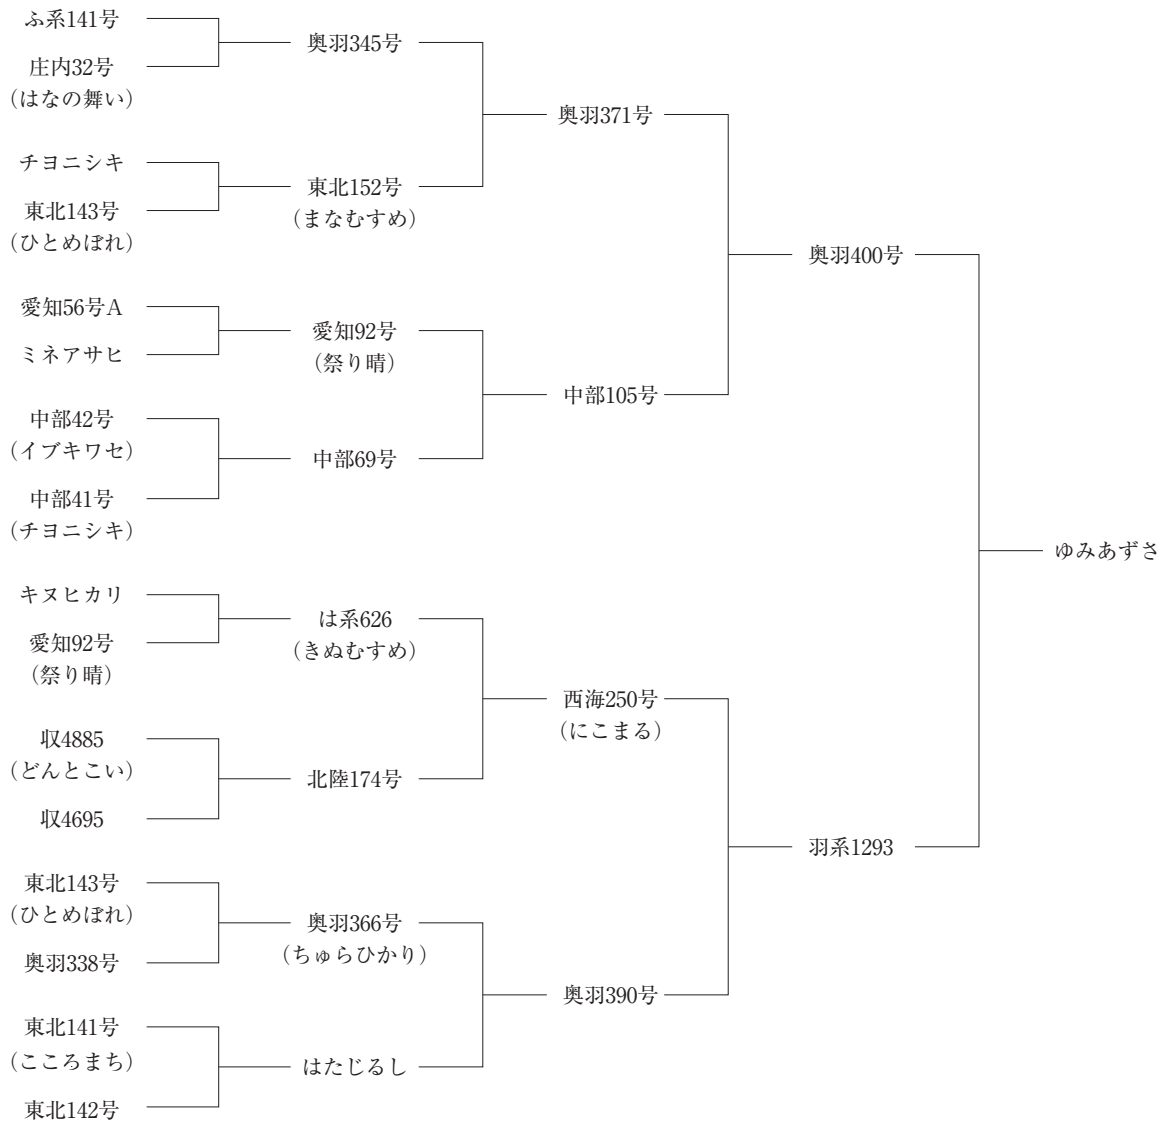 ふ系141号
庄内32号
（はなの舞い）
チヨニシキ
東北143号
（ひとめぼれ）
愛知56号A
ミネアサヒ
中部42号
（イブキワセ）
中部41号
（チヨニシキ）
キヌヒカリ
愛知92号
（祭り晴）
収4885
（どんとこい）
収4695
東北143号
（ひとめぼれ）
奥羽338号
東北141号
（こころまち）
東北142号
奥羽345号
東北152号
（まなむすめ）
愛知92号
（祭り晴）
中部69号
は系626
（きぬむすめ）
北陸174号
奥羽366号
（ちゅらひかり）
はたじるし
奥羽371号
中部105号
西海250号
（にこまる）
奥羽390号
奥羽400号
羽系1293
ゆみあずさ